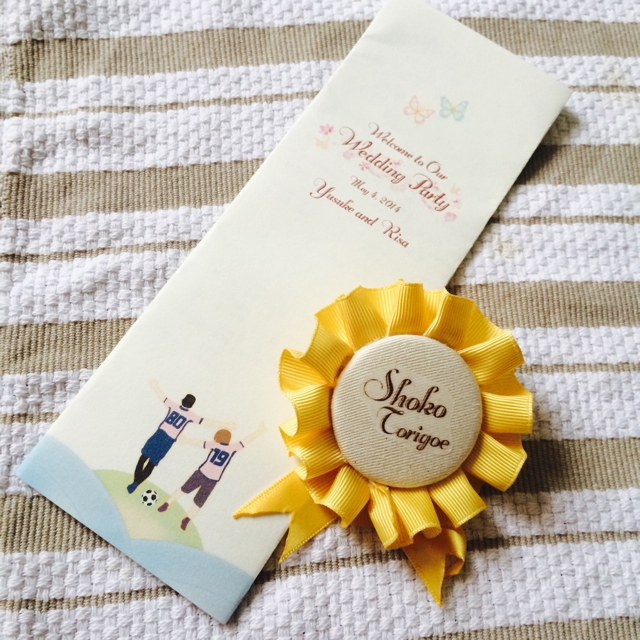 Welcome to Our
Wedding Party
May 4, 2014
Yusuke and Risa
80
19
Shoko
Torigoe